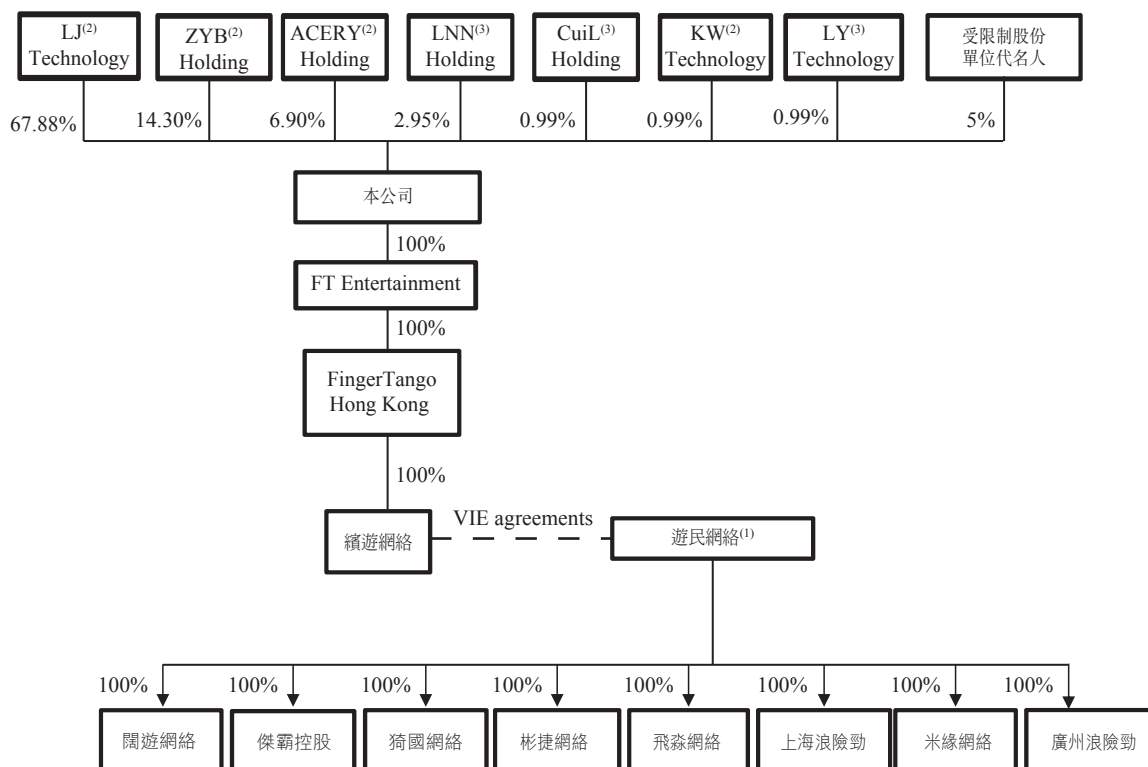 LJ(2)
Technology
ZYB(2)
Holding
ACERY(2)
Holding
LNN(3)
Holding
CuiL(3)
Holding
KW(2)
Technology
LY(3)
Technology
受限制股份
單位代名人
67.88%
14.30%
6.90%
2.95%
0.99%
0.99%
0.99%
5%
本公司
100%
FT Entertainment
100%
FingerTango
Hong Kong
100%
繽遊網絡
VIE agreements
遊民網絡(1)
100%
100%
100%
100%
100%
100%
100%
100%
闊遊網絡
傑霸控股
猗國網絡
彬捷網絡
飛淼網絡
上海浪險勁
米緣網絡
廣州浪險勁